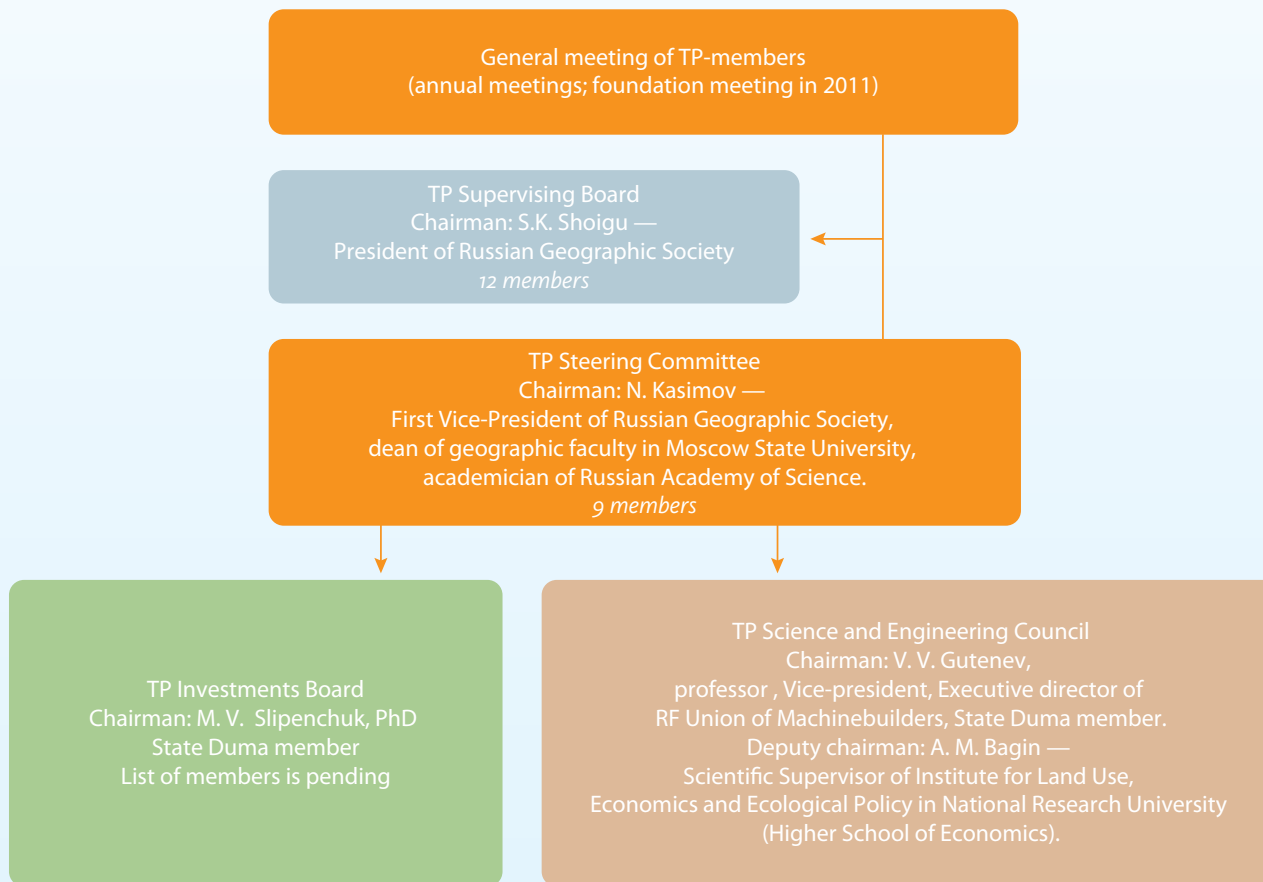 General meeting of TP-members
(annual meetings; foundation meeting in 2011)
TP Supervising Board
Chairman: S.K. Shoigu —
President of Russian Geographic Society
12 members
TP Steering Committee
Chairman: N. Kasimov —
First Vice-President of Russian Geographic Society,
dean of geographic faculty in Moscow State University,
academician of Russian Academy of Science.
9 members
TP Investments Board
Chairman: M. V. Slipenchuk, PhD
State Duma member
List of members is pending
TP Science and Engineering Council
Chairman: V. V. Gutenev,
professor , Vice-president, Executive director of
RF Union of Machinebuilders, State Duma member.
Deputy chairman: A. M. Bagin —
Scientific Supervisor of Institute for Land Use,
Economics and Ecological Policy in National Research University
(Higher School of Economics).